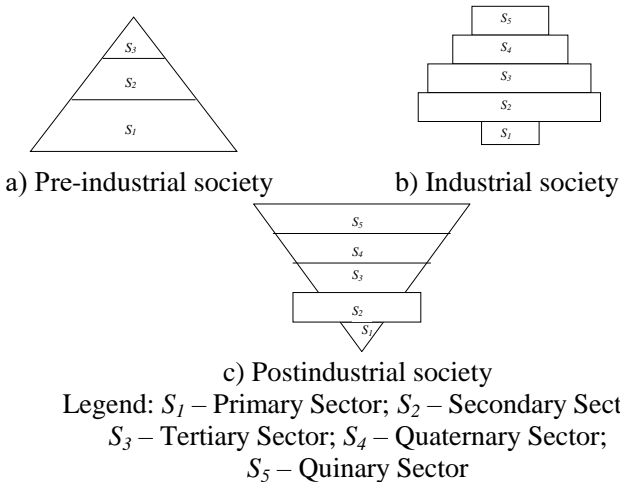 S3
S2
S1
a) Pre-industrial society
S5
S4
S3
S2
S1
b) Industrial society
S5
S4
S3
S2
S1
c) Postindustrial society
Legend: S1 – Primary Sector; S2 – Secondary Sect
S3 – Tertiary Sector; S4 – Quaternary Sector;
S5 – Quinary Sector